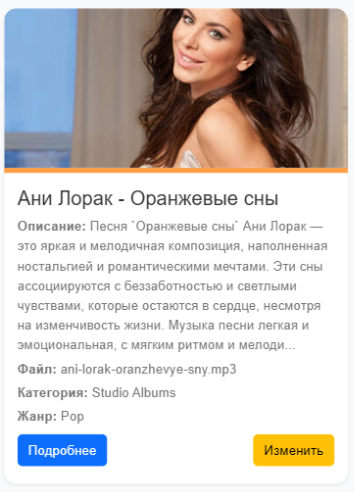 Ани Лорак - Оранжевые сны
Описание: Песня `Оранжевые сны` Ани Лорак —
это яркая и мелодичная композиция, наполненная
ностальгией и романтическими мечтами. Эти сны
ассоциируются с беззаботностью и светлыми
чувствами, которые остаются в сердце, несмотря
на изменчивость жизни. Музыка песни легкая и
эмоциональная, с мягким ритмом и мелоди...
Файл: ani-lorak-oranzhevye-sny.mp3
Категория: Studio Albums
Жанр: Pop
Подробнее
Изменить